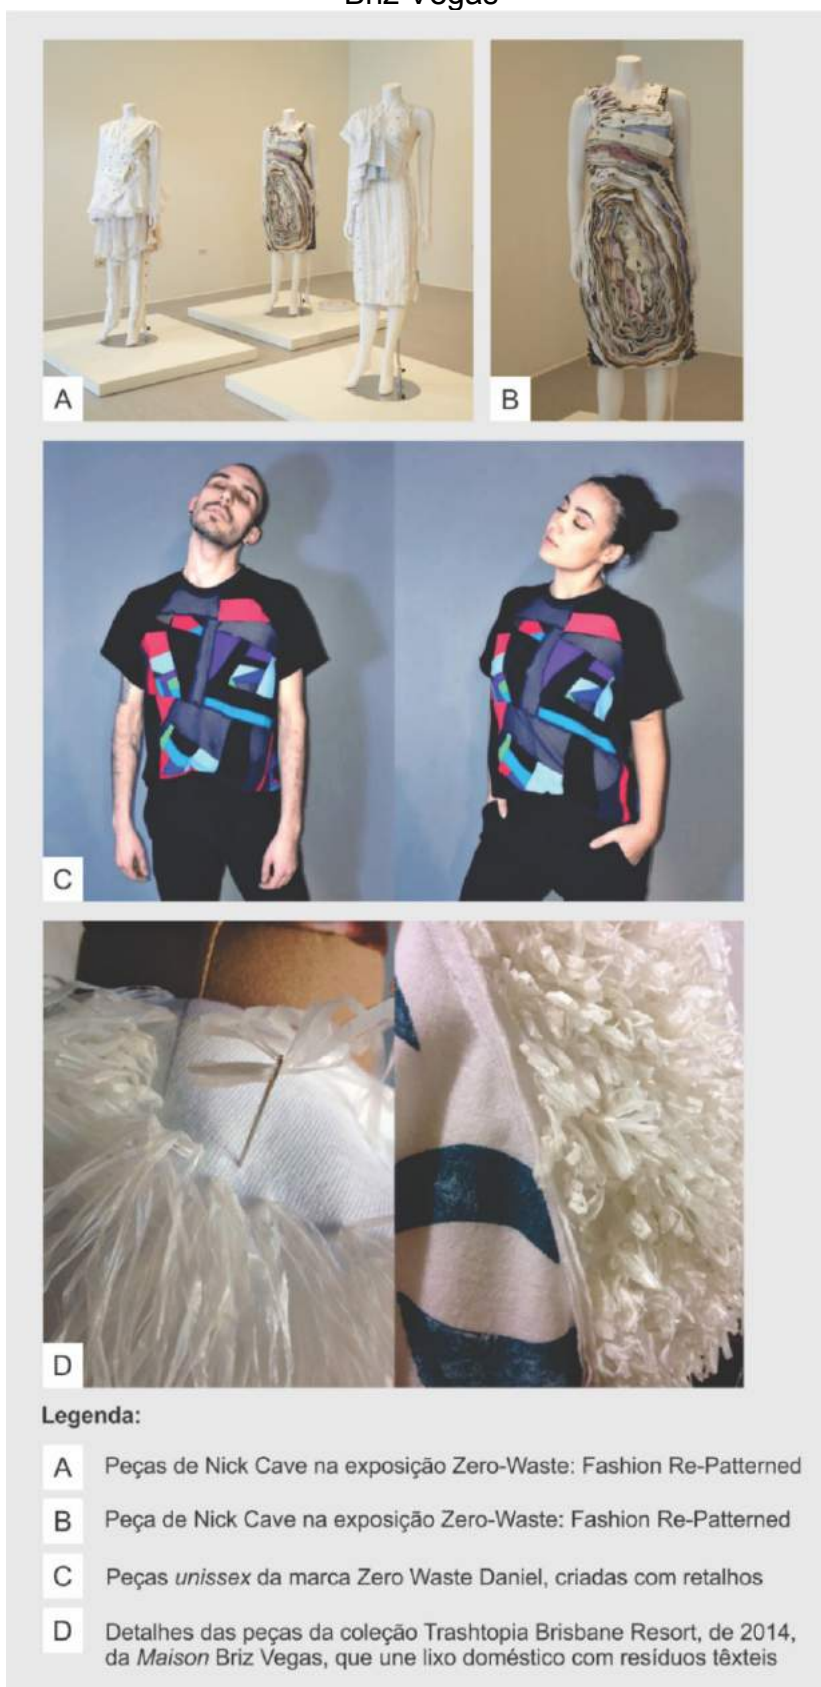 Briz Vegas
A
B
C
D
Legenda:
A Peças de Nick Cave na exposição Zero-Waste: Fashion Re-Patterned
B Peça de Nick Cave na exposição Zero-Waste: Fashion Re-Patterned
C Peças unissex da marca Zero Waste Daniel, criadas com retalhos
D Detalhes das peças da coleção Trashtopia Brisbane Resort, de 2014,
da Maison Briz Vegas, que une lixo doméstico com resíduos têxteis